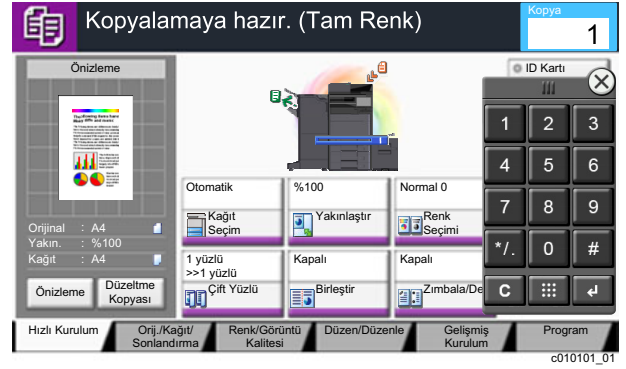 Kopyalamaya hazır. (Tam Renk)
Kopya
1
Önizleme
ID Kartı
Orijinal : A4
Yakın. : %100
Kağıt : A4
Önizleme
Düzeltme
Kopyası
Otomatik
Kağıt
Seçim
%100
Yakınlaştır
Normal 0
Renk
Seçimi
1 yüzlü
>>1 yüzlü
Çift Yüzlü
Kapalı
Birleştir
Kapalı
Zımbala/De
1 2 3
4 5 6
7 8 9
*/. 0 #
C
Hızlı Kurulum
Orij./Kağıt/
Sonlandırma
Renk/Görüntü
Kalitesi
Düzen/Düzenle
Gelişmiş
Kurulum
Program
c010101_01